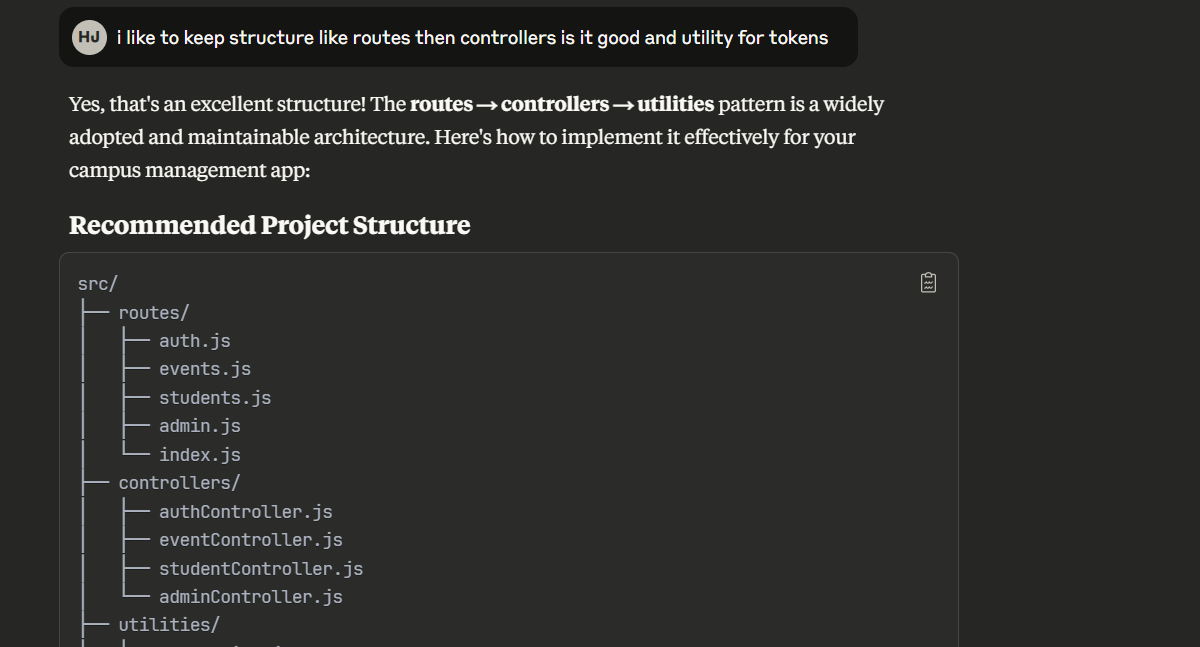 HJ i like to keep structure like routes then controllers is it good and utility for tokens
Yes, that's an excellent structure! The routes → controllers → utilities pattern is a widely
adopted and maintainable architecture. Here's how to implement it effectively for your
campus management app:
Recommended Project Structure
src/
├── routes/
│   ├── auth.js
│   ├── events.js
│   ├── students.js
│   ├── admin.js
│   └── index.js
├── controllers/
│   ├── authController.js
│   ├── eventController.js
│   ├── studentController.js
│   └── adminController.js
├── utilities/